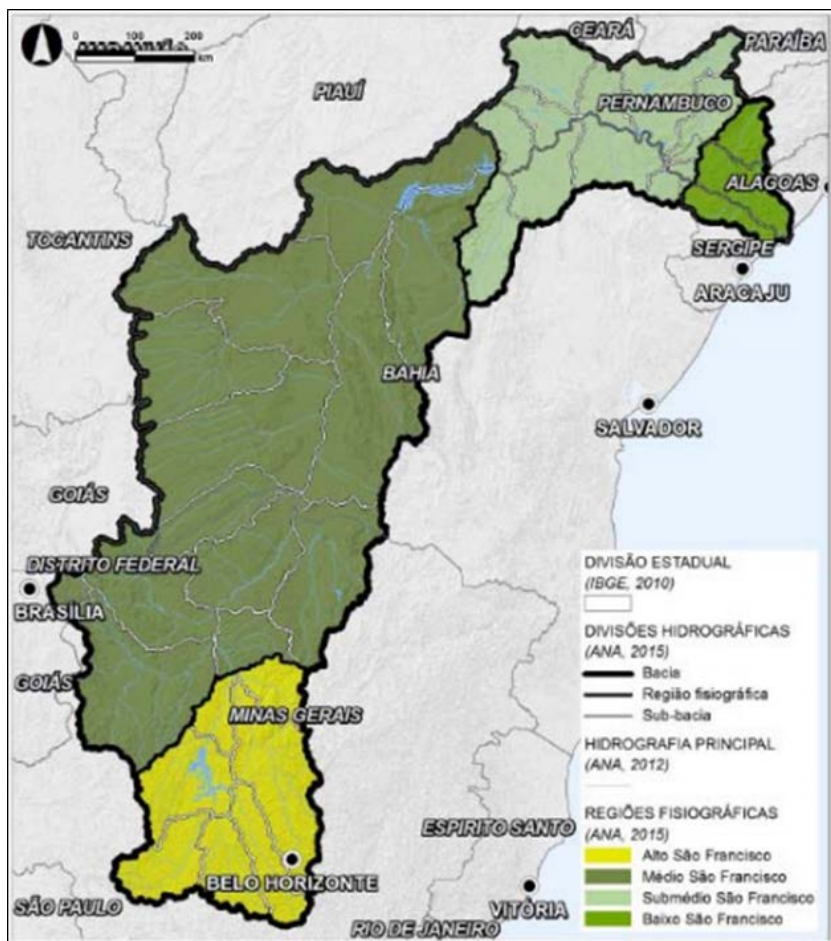 0 100 200
km
CEARÁ
PARAÍBA
PIAUÍ
PERNAMBUCO
ALAGOAS
TOCANTINS
SERGIPE
ARACAJU
BAHIA
SALVADOR
GOIÁS
DISTRITO FEDERAL
BRASÍLIA
GOIÁS
MINAS GERAIS
ESPIRITO SANTO
BELO HORIZONTE
VITÓRIA
SÃO PAULO
RIO DE JANEIRO
DIVISÃO ESTADUAL
(IBGE, 2010)
DIVISÕES HIDROGRÁFICAS
(ANA, 2015)
Bacia
Região fisiográfica
Sub-bacia
HIDROGRAFIA PRINCIPAL
(ANA, 2012)
REGIÕES FISIOGRÁFICAS
(ANA, 2015)
Alto São Francisco
Médio São Francisco
Submédio São Francisco
Baixo São Francisco